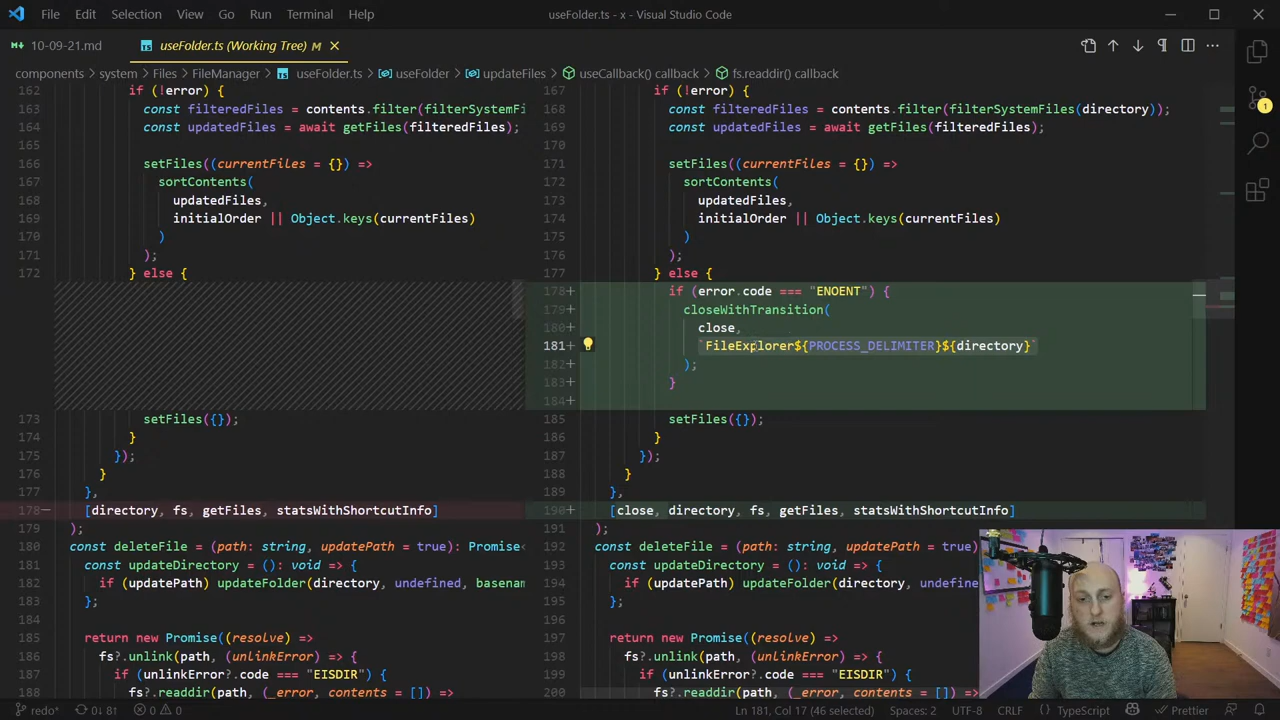 File Edit Selection View Go Run Terminal Help useFolder.ts - x - Visual Studio Code
10-09-21.md useFolder.ts (Working Tree) M
components > system > Files > FileManager > useFolder.ts > useFolder > updateFiles > useCallback() callback > fs.readdir() callback
162 if (!error) {
163 const filteredFiles = contents.filter(filterSystemFi
164 const updatedFiles = await getFiles(filteredFiles);
165
166 setFiles((currentFiles = {}) =>
167 sortContents(
168 updatedFiles,
169 initialOrder || Object.keys(currentFiles)
170 )
171 );
172 } else {
173 setFiles({});
174 }
175 });
176 }
177 },
178 [directory, fs, getFiles, statsWithShortcutInfo]
179 );
180 const deleteFile = (path: string, updatePath = true): Promise<
181 const updateDirectory = (): void => {
182 if (updatePath) updateFolder(directory, undefined, basenam
183 };
184
185 return new Promise((resolve) =>
186 fs?.unlink(path, (unlinkError) => {
187 if (unlinkError?.code === "EISDIR") {
188 fs?.readdir(path, (_error, contents = []) =>
167 if (!error) {
168 const filteredFiles = contents.filter(filterSystemFiles(directory));
169 const updatedFiles = await getFiles(filteredFiles);
170
171 setFiles((currentFiles = {}) =>
172 sortContents(
173 updatedFiles,
174 initialOrder || Object.keys(currentFiles)
175 )
176 );
177 } else {
178+ if (error.code === "ENOENT") {
179+ closeWithTransition(
180+ close,
181+ `FileExplorer${PROCESS_DELIMITER}${directory}`
182+ );
183+ }
184+
185 setFiles({});
186 }
187 });
188 }
189 },
190+ [close, directory, fs, getFiles, statsWithShortcutInfo]
191 );
192 const deleteFile = (path: string, updatePath = true)
193 const updateDirectory = (): void => {
194 if (updatePath) updateFolder(directory, undefine
195 };
196
197 return new Promise((resolve) =>
198 fs?.unlink(path, (unlinkError) => {
199 if (unlinkError?.code === "EISDIR") {
200 fs?.readdir(path, (_error, contents = []) =>
redo* 0↓ 8↑ 0 0 Ln 181, Col 17 (46 selected) Spaces: 2 UTF-8 CRLF {} TypeScript Prettier